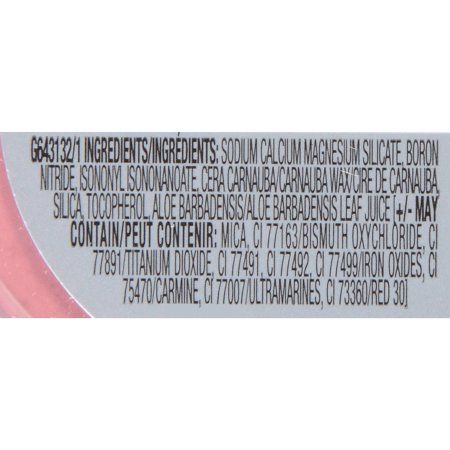 G643132/1 INGREDIENTS/INGRÉDIENTS: SODIUM CALCIUM MAGNESIUM SILICATE, BORON
NITRIDE, ISONONYL ISONONANOATE, CERA CARNAUBA/CARNAUBA WAX/CIRE DE CARNAUBA,
SILICA, TOCOPHEROL, ALOE BARBADENSIS/ALOE BARBADENSIS LEAF JUICE [+/- MAY
CONTAIN/PEUT CONTENIR: MICA, CI 77163/BISMUTH OXYCHLORIDE, CI
77891/TITANIUM DIOXIDE, CI 77491, CI 77492, CI 77499/IRON OXIDES, CI
75470/CARMINE, CI 77007/ULTRAMARINES, CI 73360/RED 30]